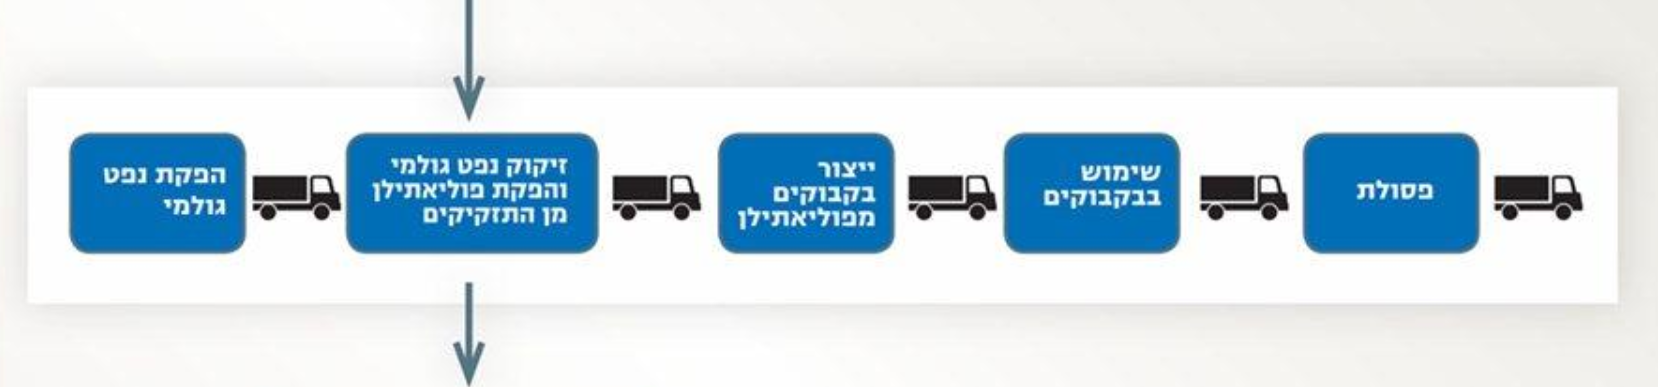 הפקת נפט
גולמי
זיקוק נפט גולמי
והפקת פוליאתילן
מן התזקיקים
ייצור
בקבוקים
מפוליאתילן
שימוש
בבקבוקים
פסולת